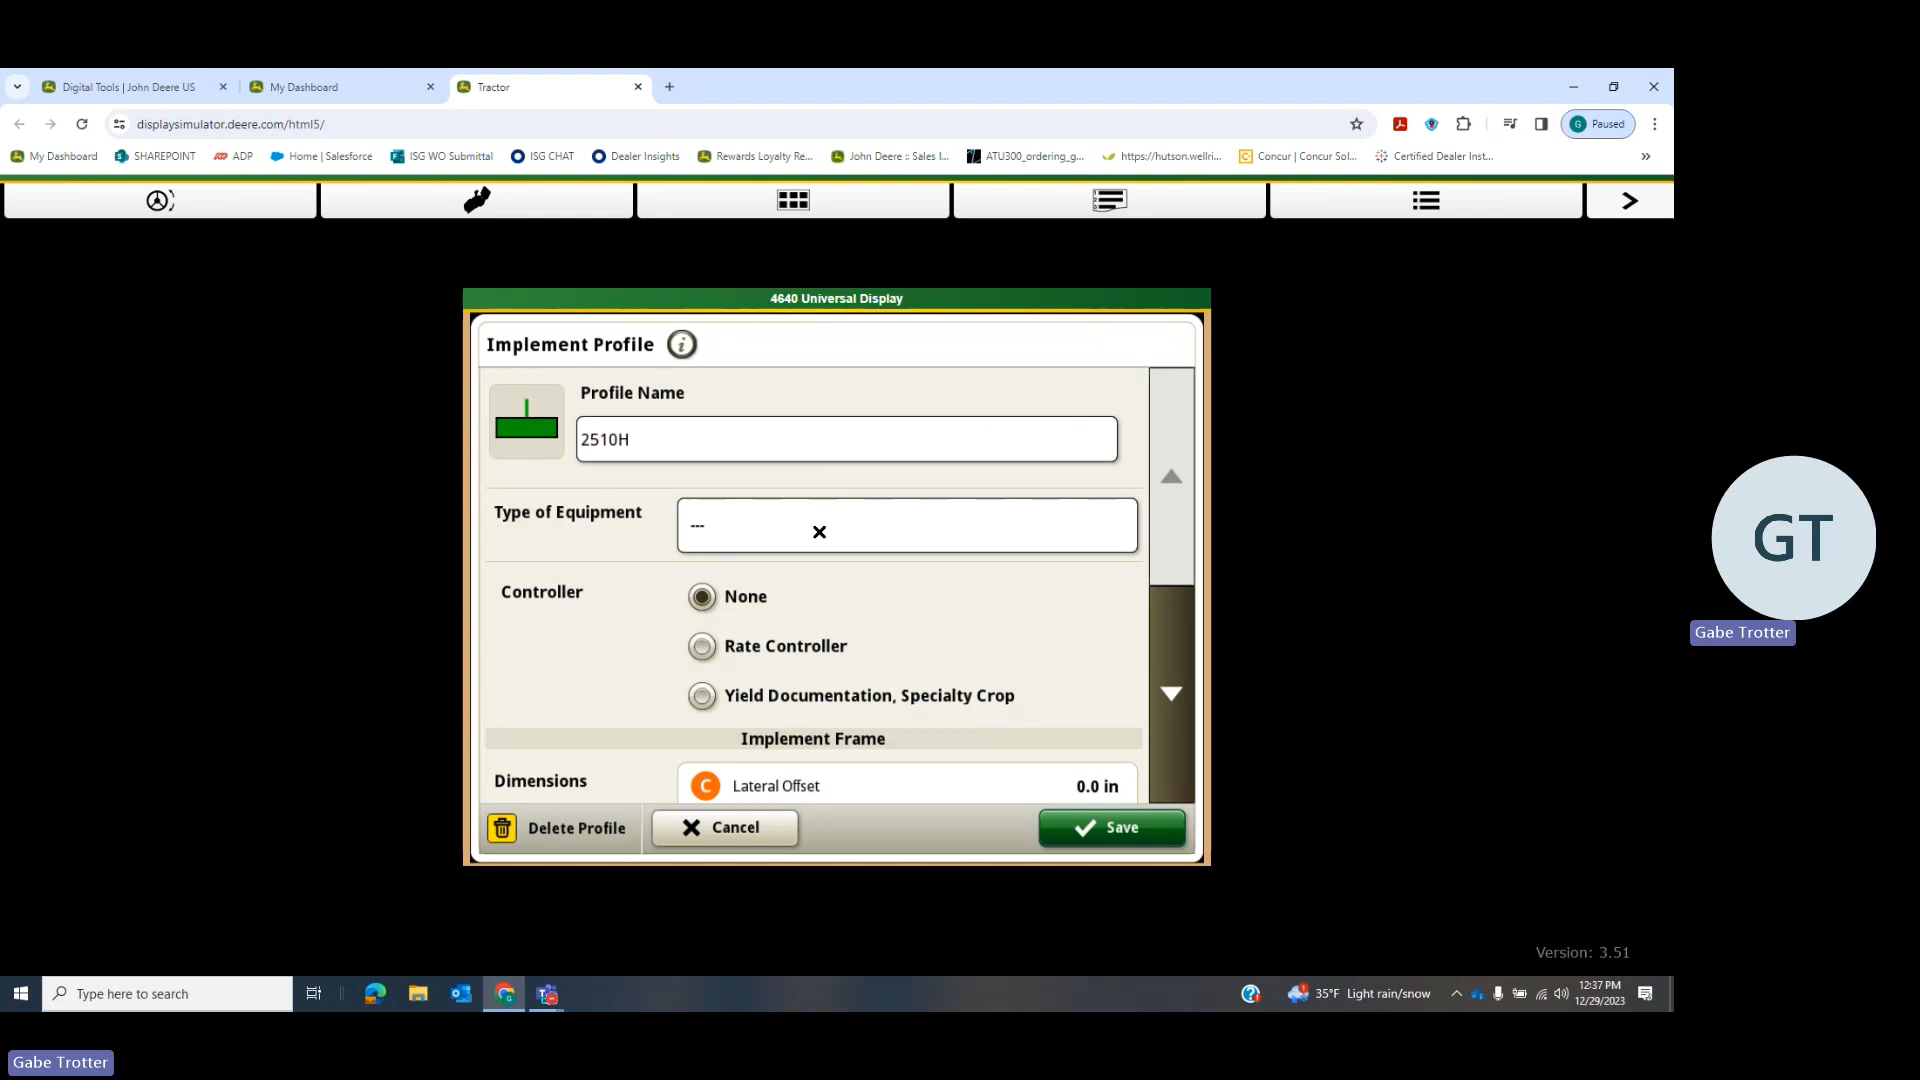 Digital Tools | John Deere US
My Dashboard
Tractor
displaysimulator.deere.com/html5/
G Paused
My Dashboard
SHAREPOINT
ADP
Home | Salesforce
ISG WO Submittal
ISG CHAT
Dealer Insights
Rewards Loyalty Re...
John Deere :: Sales I...
ATU300_ordering_g...
https://hutson.wellri...
Concur | Concur Sol...
Certified Dealer Inst...
4640 Universal Display
Implement Profile
Profile Name
2510H
Type of Equipment
---
Controller
None
Rate Controller
Yield Documentation, Specialty Crop
Implement Frame
Dimensions
C Lateral Offset 0.0 in
Delete Profile
Cancel
Save
GT
Gabe Trotter
Version: 3.51
Type here to search
35°F Light rain/snow
12:37 PM
12/29/2023
Gabe Trotter